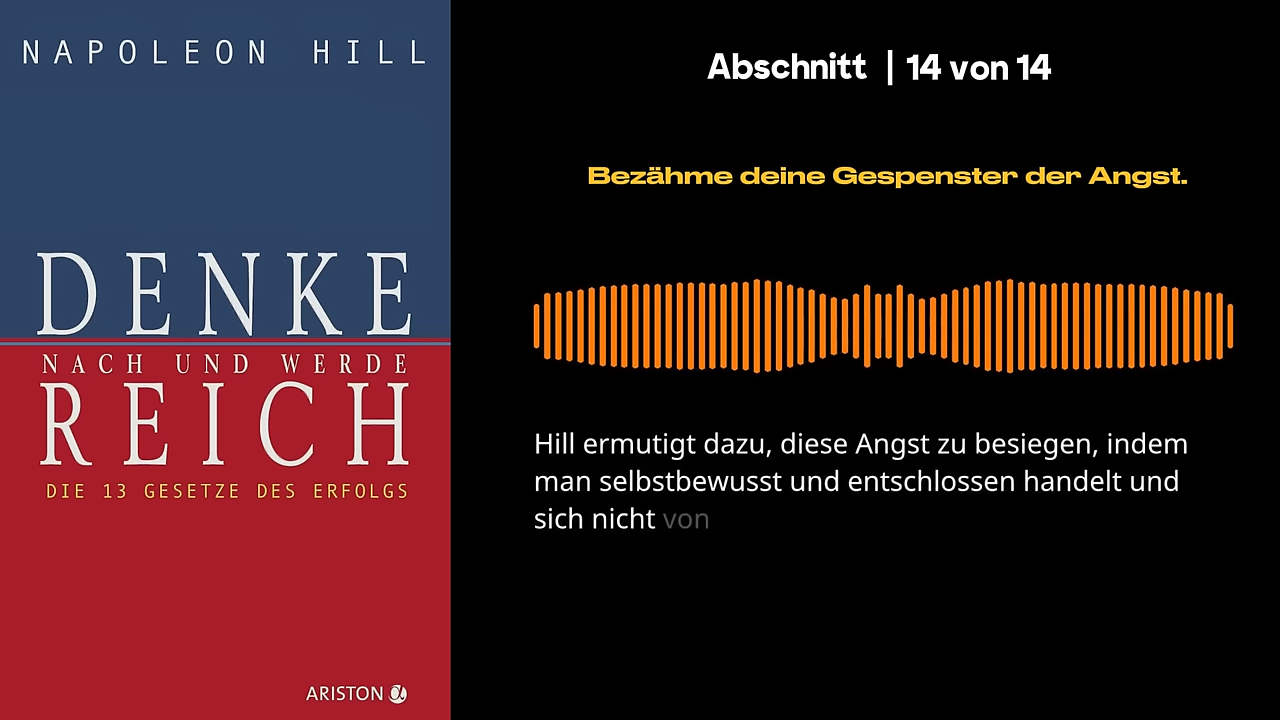 NAPOLEON HILL
DENKE
NACH UND WERDE
REICH
DIE 13 GESETZE DES ERFOLGS
ARISTON
Abschnitt | 14 von 14
Bezähme deine Gespenster der Angst.
Hill ermutigt dazu, diese Angst zu besiegen, indem
man selbstbewusst und entschlossen handelt und
sich nicht von